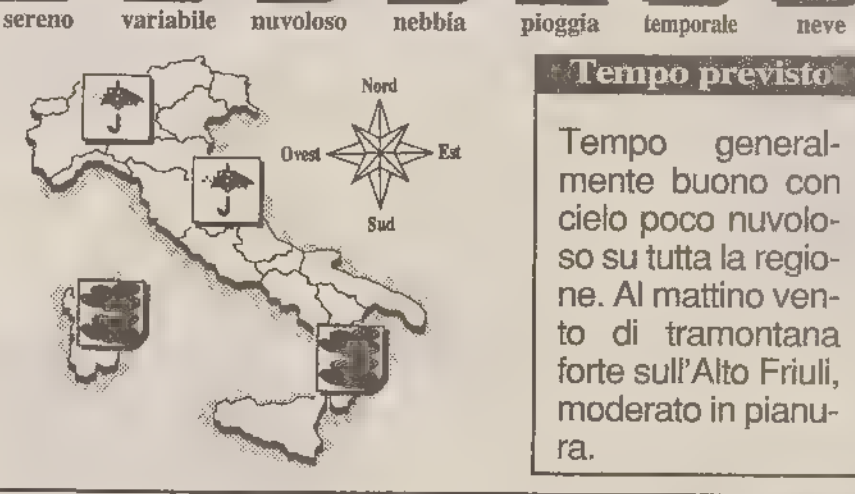 sereno variabile nuvoloso nebbia pioggia temporale neve
Nord
Ovest Est
Sud
Tempo previsto
Tempo general-
mente buono con
cielo poco nuvolo-
so su tutta la regio-
ne. Al mattino ven-
to di tramontana
forte sull'Alto Friuli,
moderato in pianu-
ra.